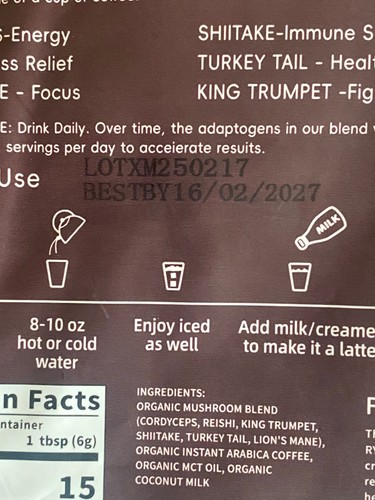 -Energy
SHIITAKE-Immune S
ss Relief
TURKEY TAIL - Healt
E - Focus
KING TRUMPET -Fig
E: Drink Daily. Over time, the adaptogens in our blend
servings per day to acceierate resuits.
Use
LOTXM250217
BESTBY16/02/2027
MILK
8-10 oz
hot or cold
water
Enjoy iced
as well
Add milk/creame
to make it a latte
n Facts
ntainer
1 tbsp (6g)
15
INGREDIENTS:
ORGANIC MUSHROOM BLEND
(CORDYCEPS, REISHI, KING TRUMPET,
SHIITAKE, TURKEY TAIL, LION'S MANE),
ORGANIC INSTANT ARABICA COFFEE,
ORGANIC MCT OIL, ORGANIC
COCONUT MILK